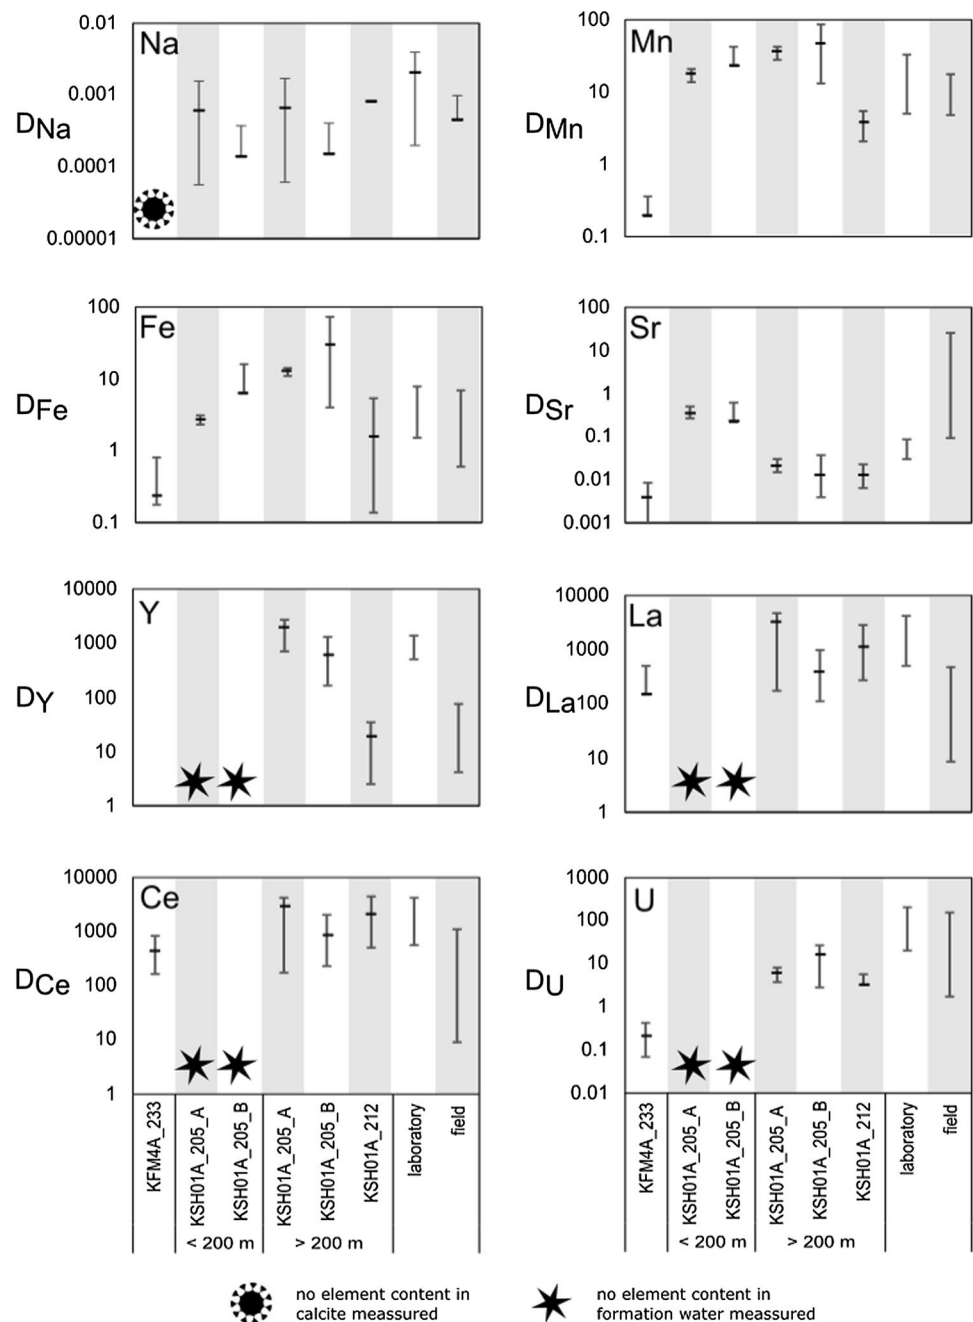 0.01
Na
0.001
DNa
0.0001
0.00001
100
Mn
10
DMn
1
0.1
100
Fe
10
DFe
1
0.1
100
Sr
10
1
DSr
0.1
0.01
0.001
10000
Y
1000
DY
100
10
1
10000
La
1000
DLa
100
10
1
10000
Ce
1000
DCe
100
10
1
1000
U
100
10
DU
1
0.1
0.01
KFM4A_233
KSH01A_205_A
KSH01A_205_B
KSH01A_205_A
KSH01A_205_B
KSH01A_212
laboratory
field
< 200 m
> 200 m
KFM4A_233
KSH01A_205_A
KSH01A_205_B
KSH01A_205_A
KSH01A_205_B
KSH01A_212
laboratory
field
< 200 m
> 200 m
no element content in
calcite meassured
no element content in
formation water meassured